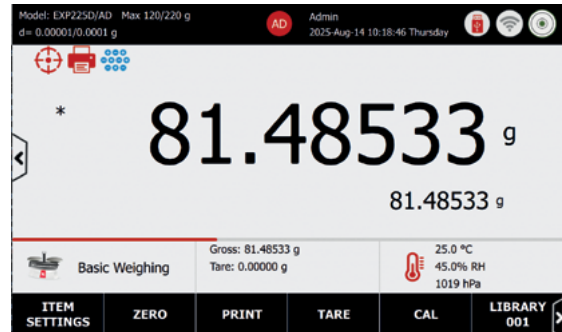 Model: EXP225D/AD Max 120/220 g
d= 0.00001/0.0001 g
AD
Admin
2025-Aug-14 10:18:46 Thursday
*
81.48533 g
81.48533 g
Basic Weighing
Gross: 81.48533 g
Tare: 0.00000 g
25.0 °C
45.0% RH
1019 hPa
ITEM SETTINGS
ZERO
PRINT
TARE
CAL
LIBRARY 001